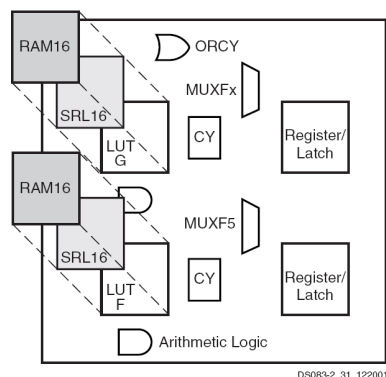 RAM16
ORCY
MUXFx
SRL16
LUT
G
CY
Register/
Latch
RAM16
MUXF5
SRL16
LUT
F
CY
Register/
Latch
Arithmetic Logic
DS083-2_31_122001